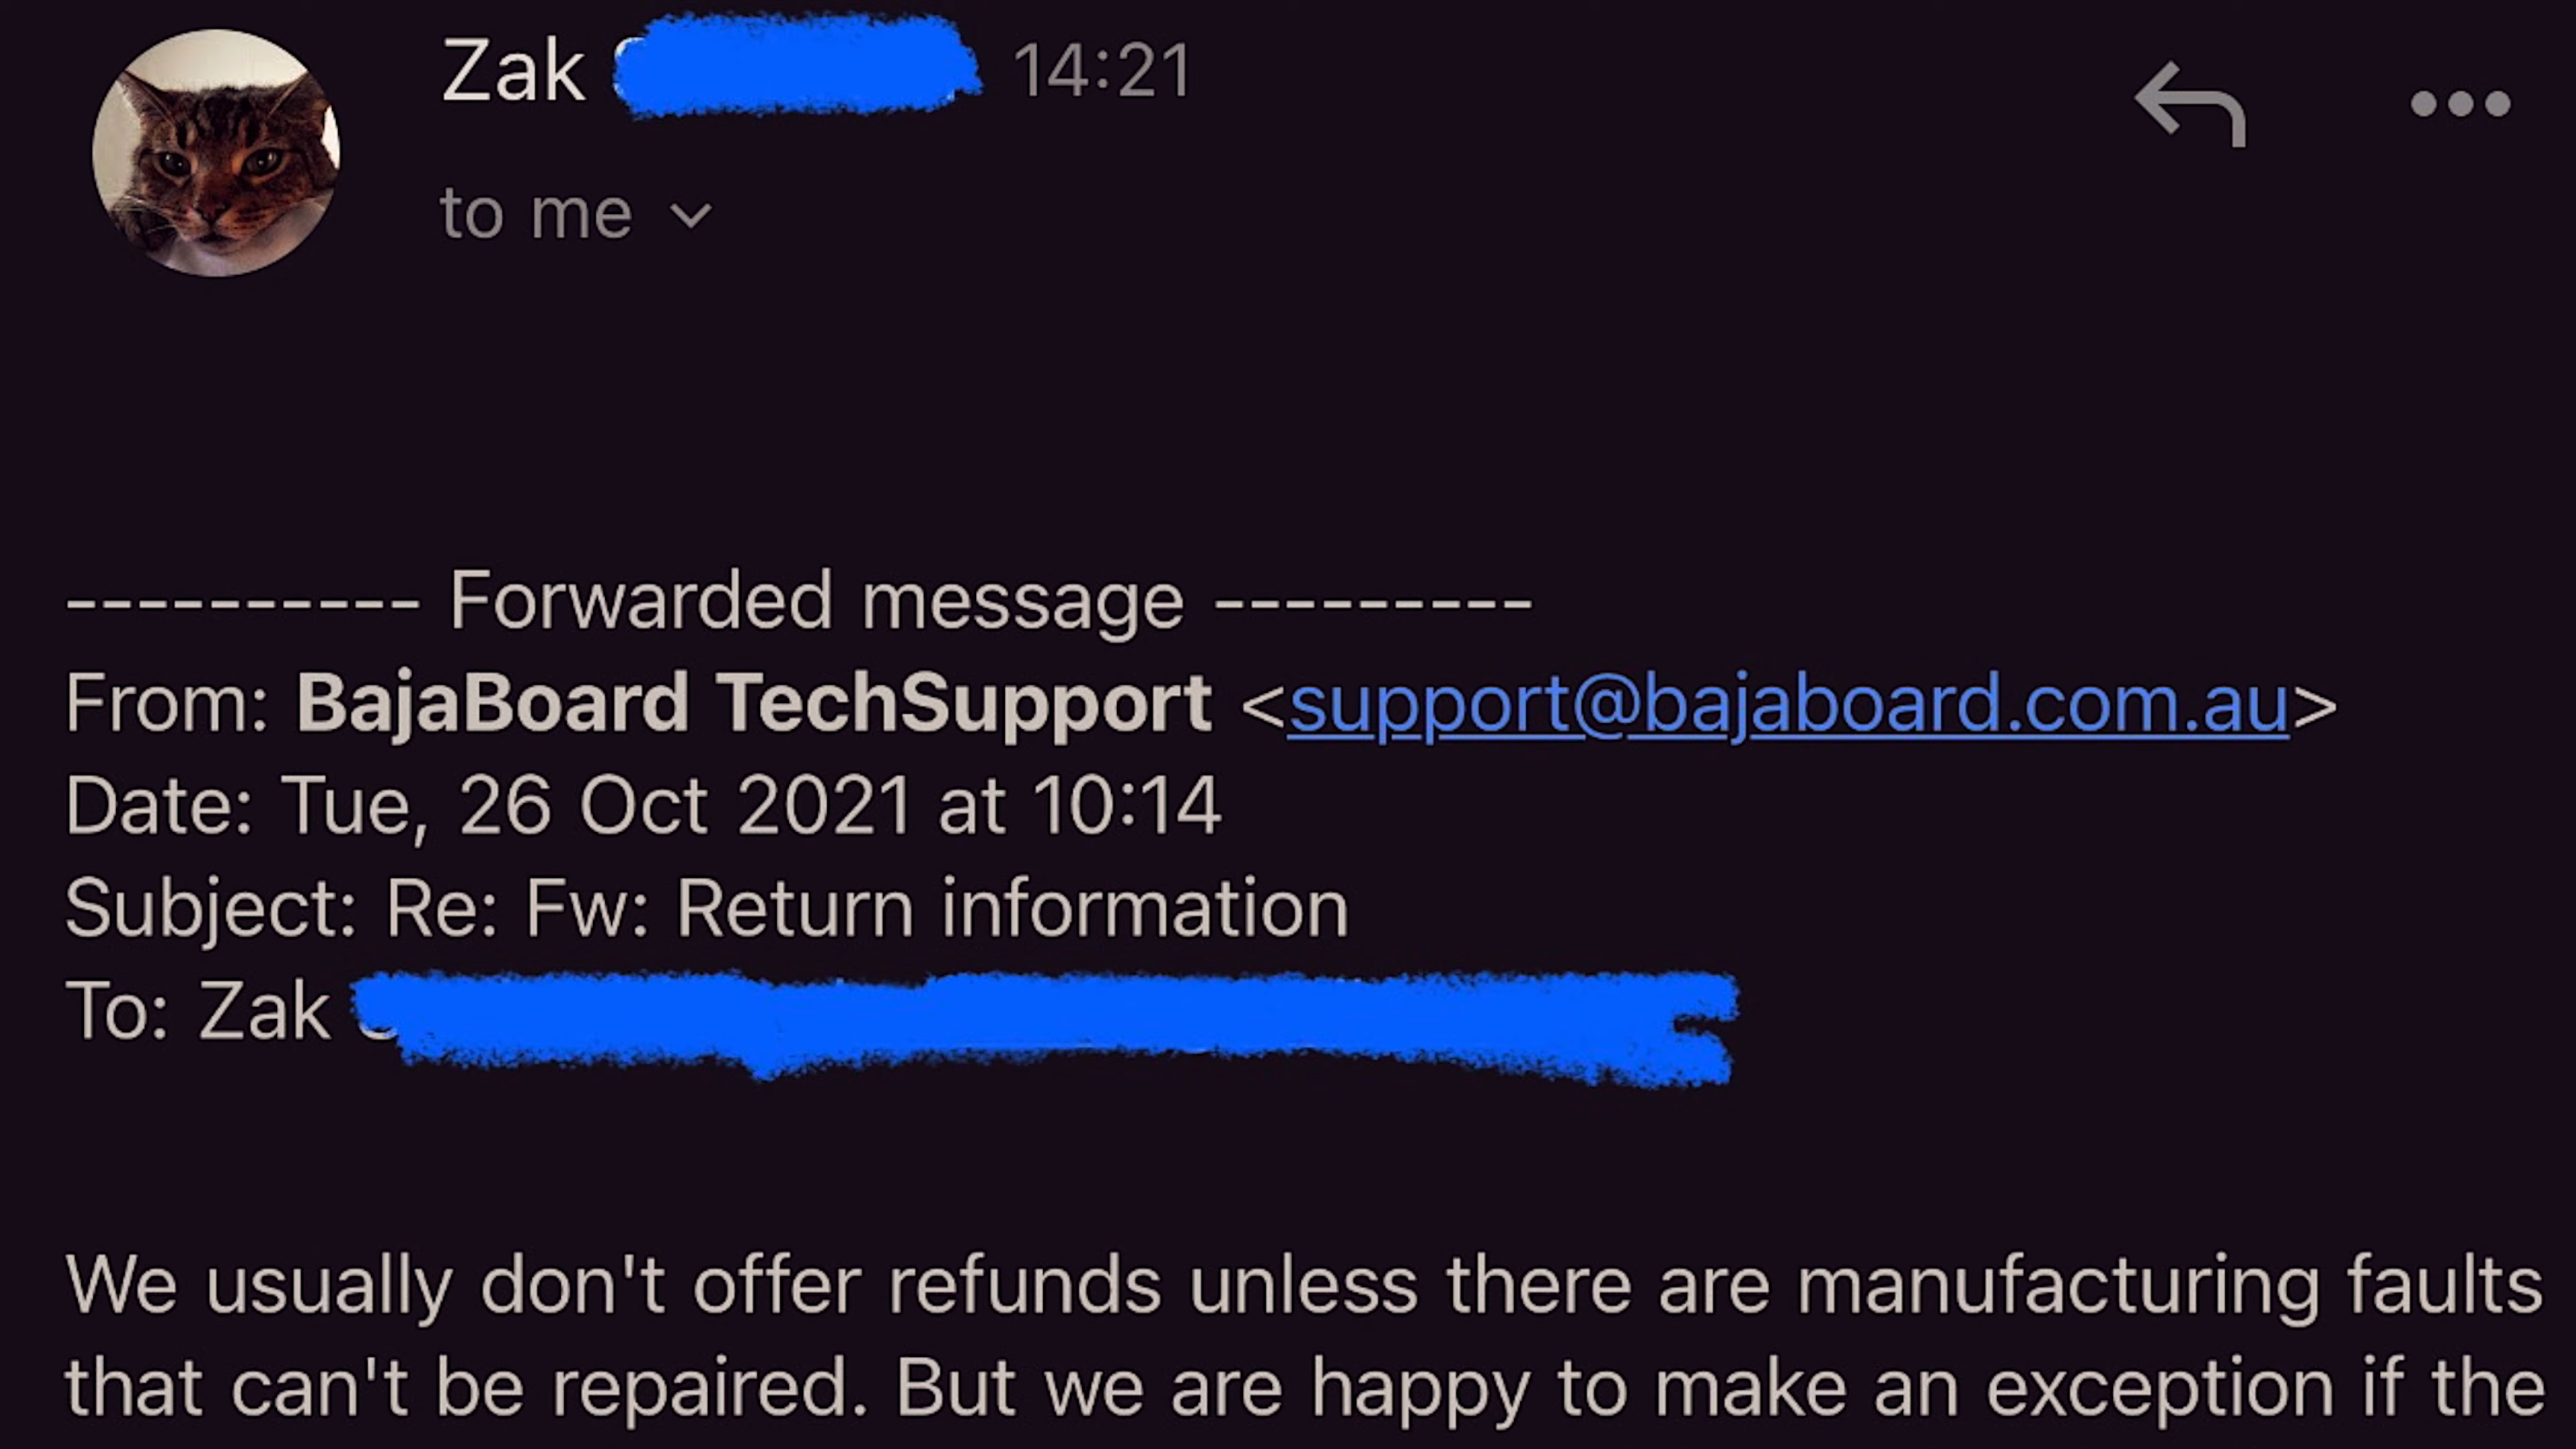 Zak 14:21
to me
---------- Forwarded message ---------
From: BajaBoard TechSupport <support@bajaboard.com.au>
Date: Tue, 26 Oct 2021 at 10:14
Subject: Re: Fw: Return information
To: Zak
We usually don't offer refunds unless there are manufacturing faults
that can't be repaired. But we are happy to make an exception if the